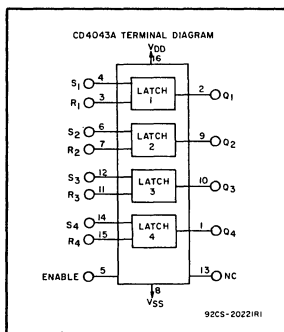 CD4043A TERMINAL DIAGRAM
VDD
16
S1 4
R1 3
LATCH
1
2 Q1
S2 6
R2 7
LATCH
2
9 Q2
S3 12
R3 11
LATCH
3
10 Q3
S4 14
R4 15
LATCH
4
1 Q4
ENABLE 5
13 NC
8
VSS
92CS-20221R1